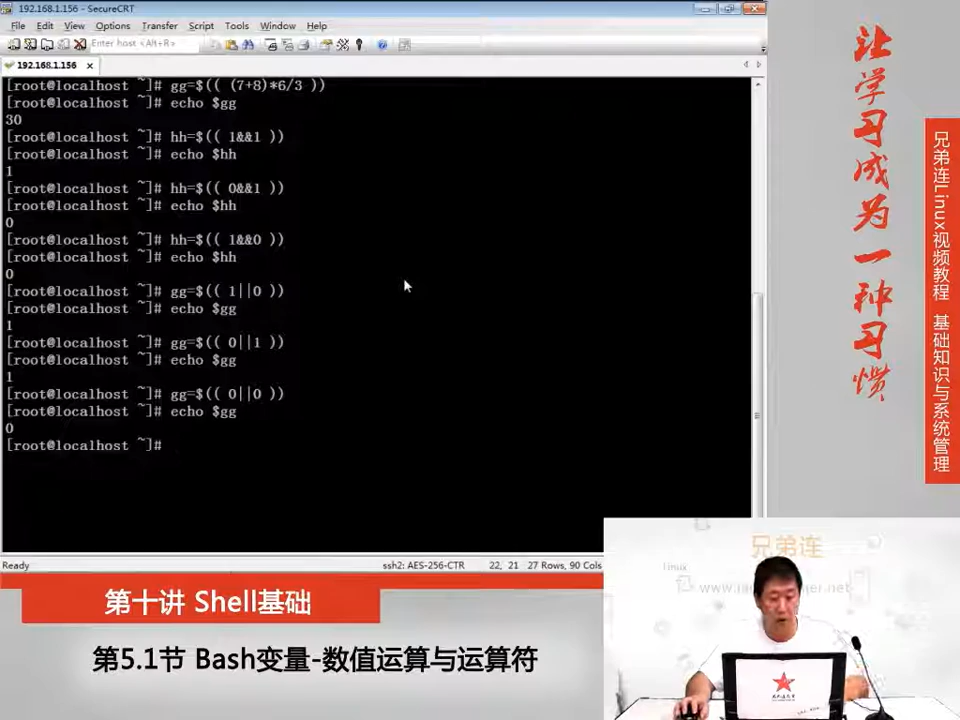 192.168.1.156 - SecureCRT
File Edit View Options Transfer Script Tools Window Help
Enter host <Alt+R>
192.168.1.156
[root@localhost ~]# gg=$(( (7+8)*6/3 ))
[root@localhost ~]# echo $gg
30
[root@localhost ~]# hh=$(( 1&&1 ))
[root@localhost ~]# echo $hh
1
[root@localhost ~]# hh=$(( 0&&1 ))
[root@localhost ~]# echo $hh
0
[root@localhost ~]# hh=$(( 1&&0 ))
[root@localhost ~]# echo $hh
0
[root@localhost ~]# gg=$(( 1||0 ))
[root@localhost ~]# echo $gg
1
[root@localhost ~]# gg=$(( 0||1 ))
[root@localhost ~]# echo $gg
1
[root@localhost ~]# gg=$(( 0||0 ))
[root@localhost ~]# echo $gg
0
[root@localhost ~]#
Ready ssh2: AES-256-CTR 22, 21 27 Rows, 90 Cols
让学习成为一种习惯
兄弟连Linux视频教程 基础知识与系统管理
第十讲 Shell基础
第5.1节 Bash变量-数值运算与运算符
兄弟连
Linux